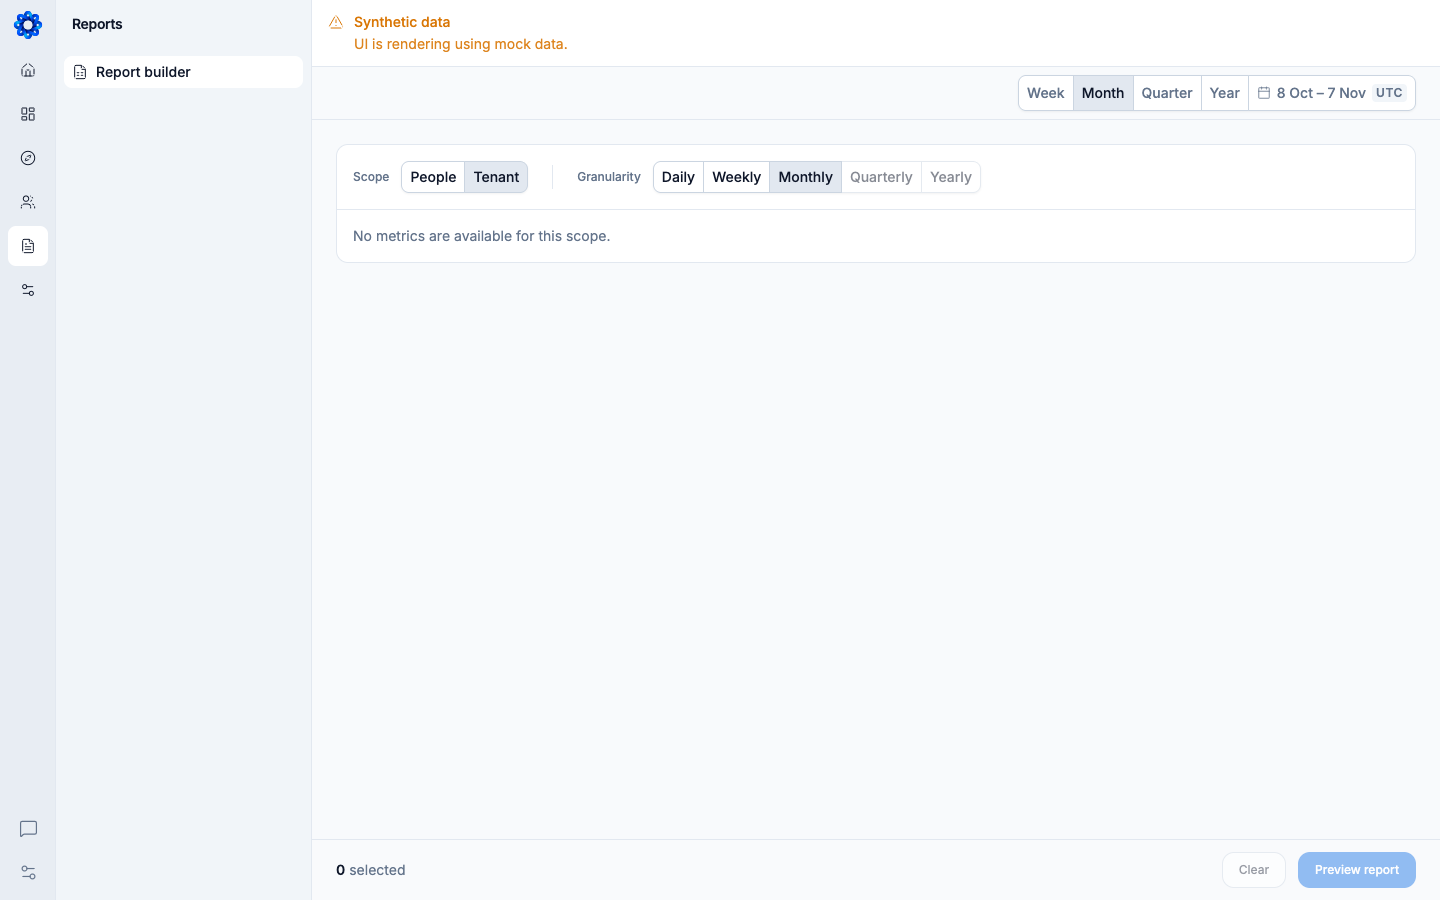 Reports
Report builder
Synthetic data
UI is rendering using mock data.
Week Month Quarter Year 8 Oct – 7 Nov UTC
Scope People Tenant Granularity Daily Weekly Monthly Quarterly Yearly
No metrics are available for this scope.
0 selected Clear Preview report